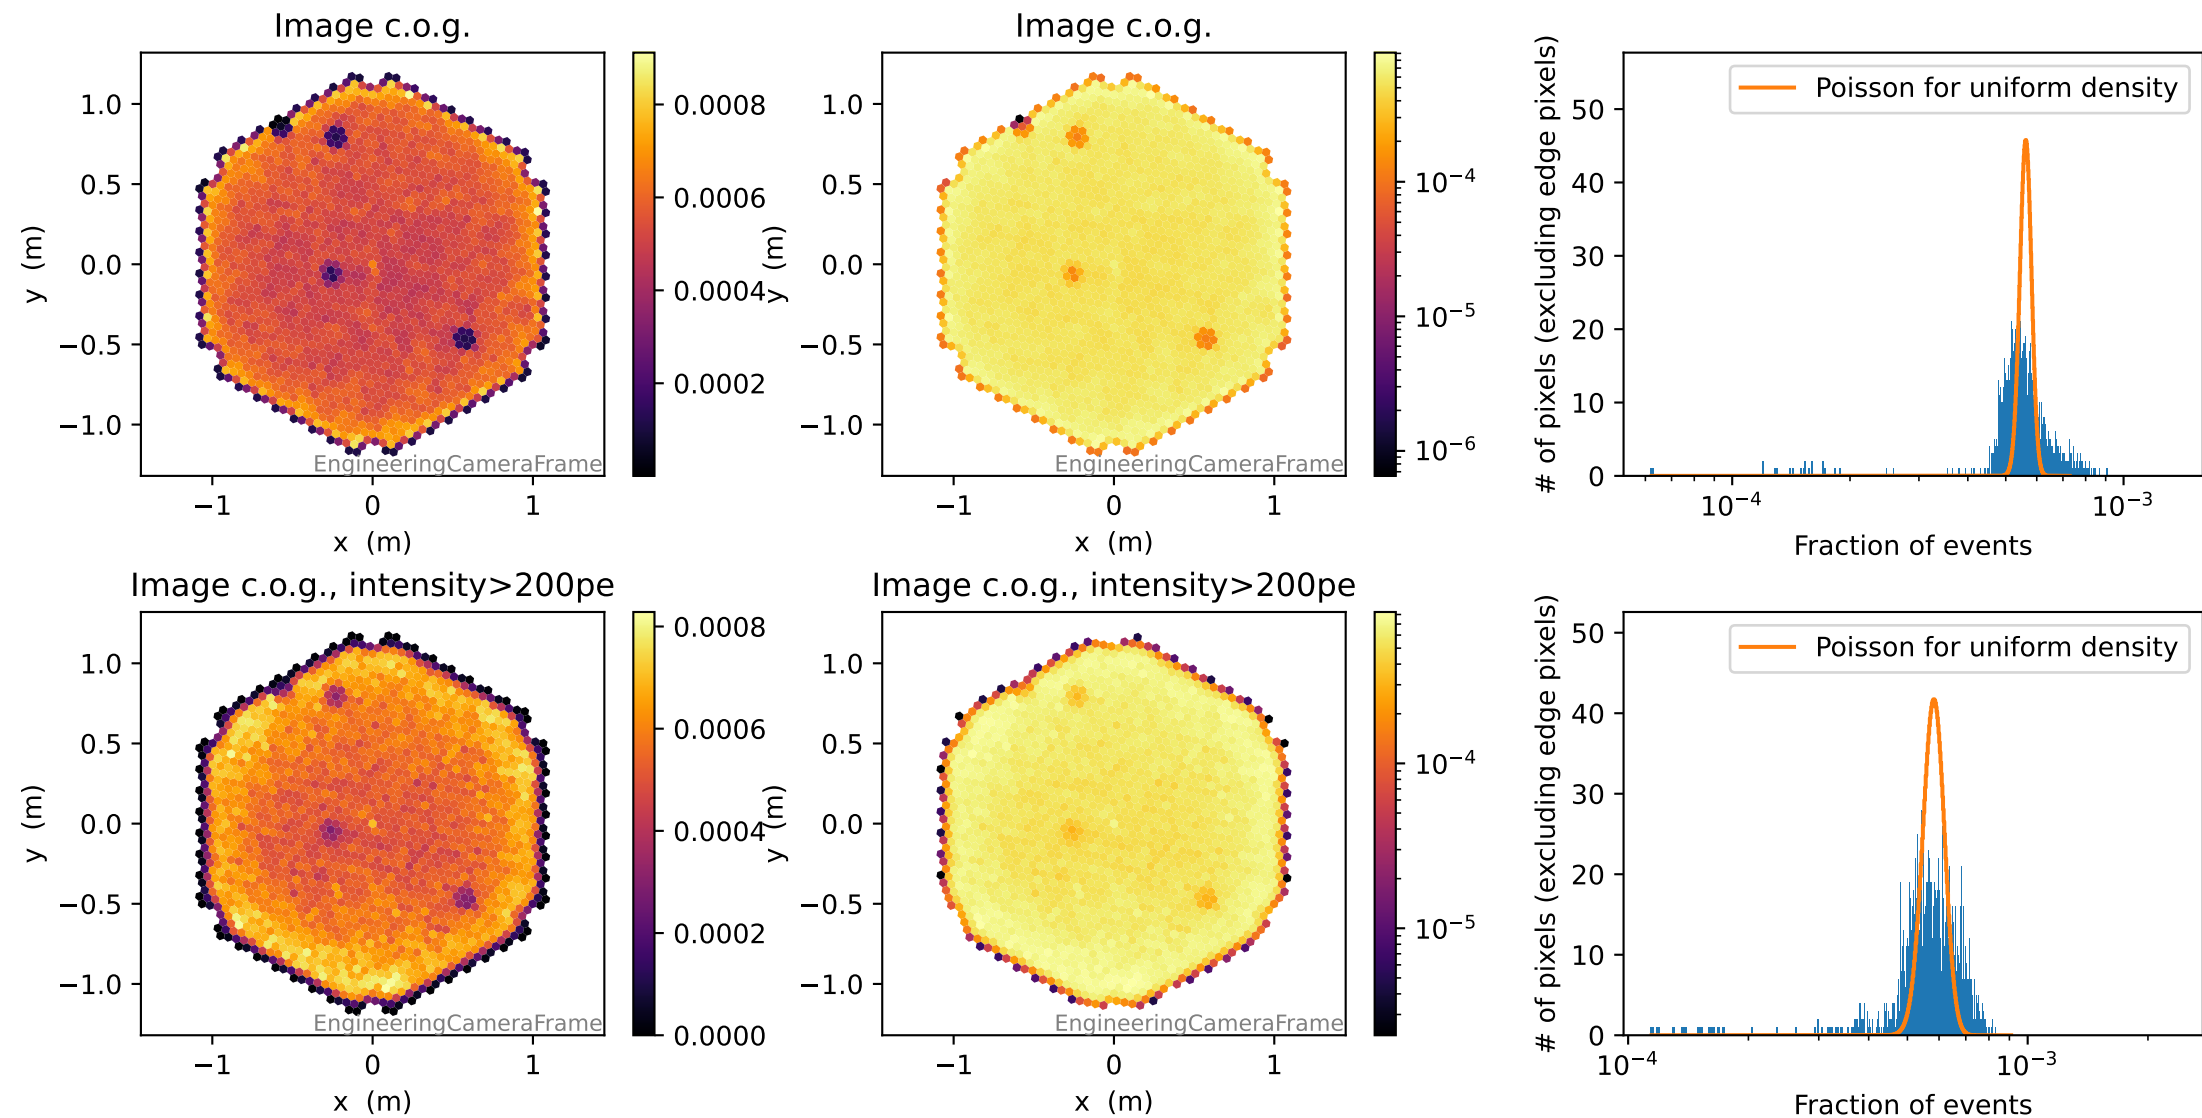 Image c.o.g.
1.0
0.5
0.0
−0.5
−1.0
y (m)
−1
0
1
x (m)
EngineeringCameraFrame
0.0008
0.0006
0.0004
0.0002
Image c.o.g.
1.0
0.5
0.0
−0.5
−1.0
y (m)
−1
0
1
x (m)
EngineeringCameraFrame
10⁻⁴
10⁻⁵
10⁻⁶
Poisson for uniform density
# of pixels (excluding edge pixels)
50
40
30
20
10
0
10⁻⁴
10⁻³
Fraction of events
Image c.o.g., intensity>200pe
1.0
0.5
0.0
−0.5
−1.0
y (m)
−1
0
1
x (m)
EngineeringCameraFrame
0.0008
0.0006
0.0004
0.0002
0.0000
Image c.o.g., intensity>200pe
1.0
0.5
0.0
−0.5
−1.0
y (m)
−1
0
1
x (m)
EngineeringCameraFrame
10⁻⁴
10⁻⁵
Poisson for uniform density
# of pixels (excluding edge pixels)
50
40
30
20
10
0
10⁻⁴
10⁻³
Fraction of events